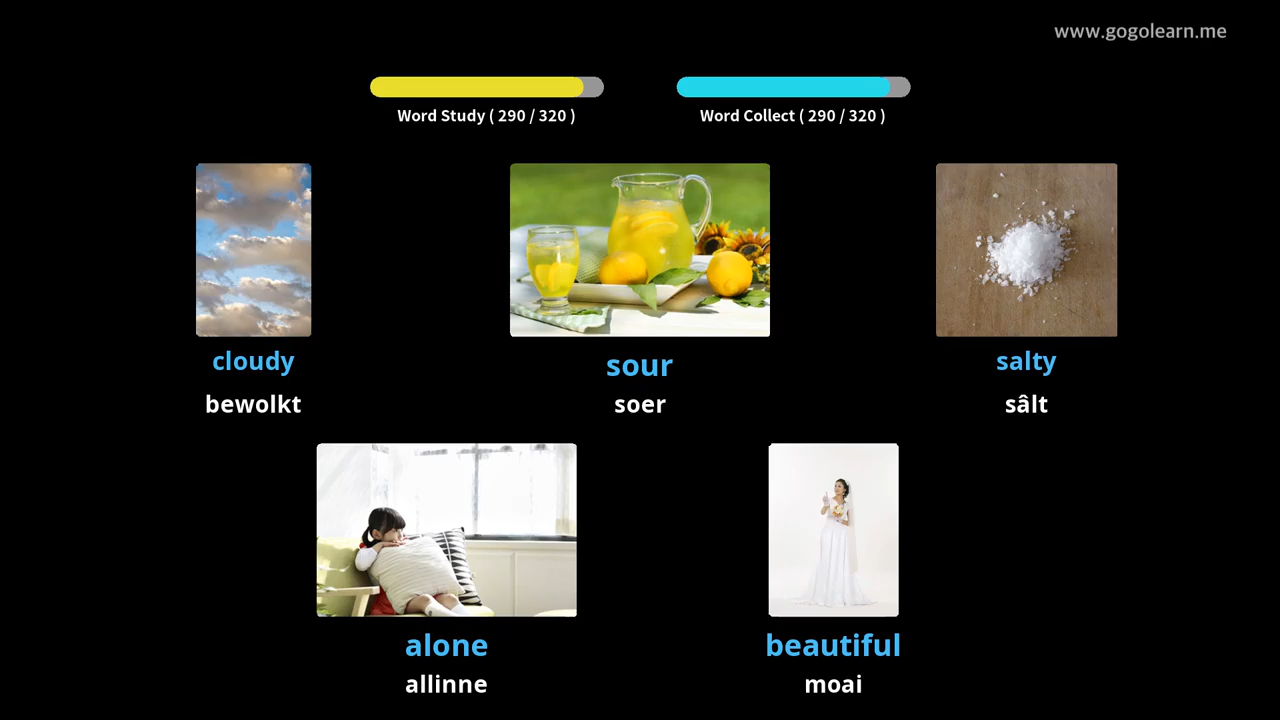 www.gogolearn.me
Word Study ( 290 / 320 )
Word Collect ( 290 / 320 )
cloudy
bewolkt
sour
soer
salty
sâlt
alone
allinne
beautiful
moai